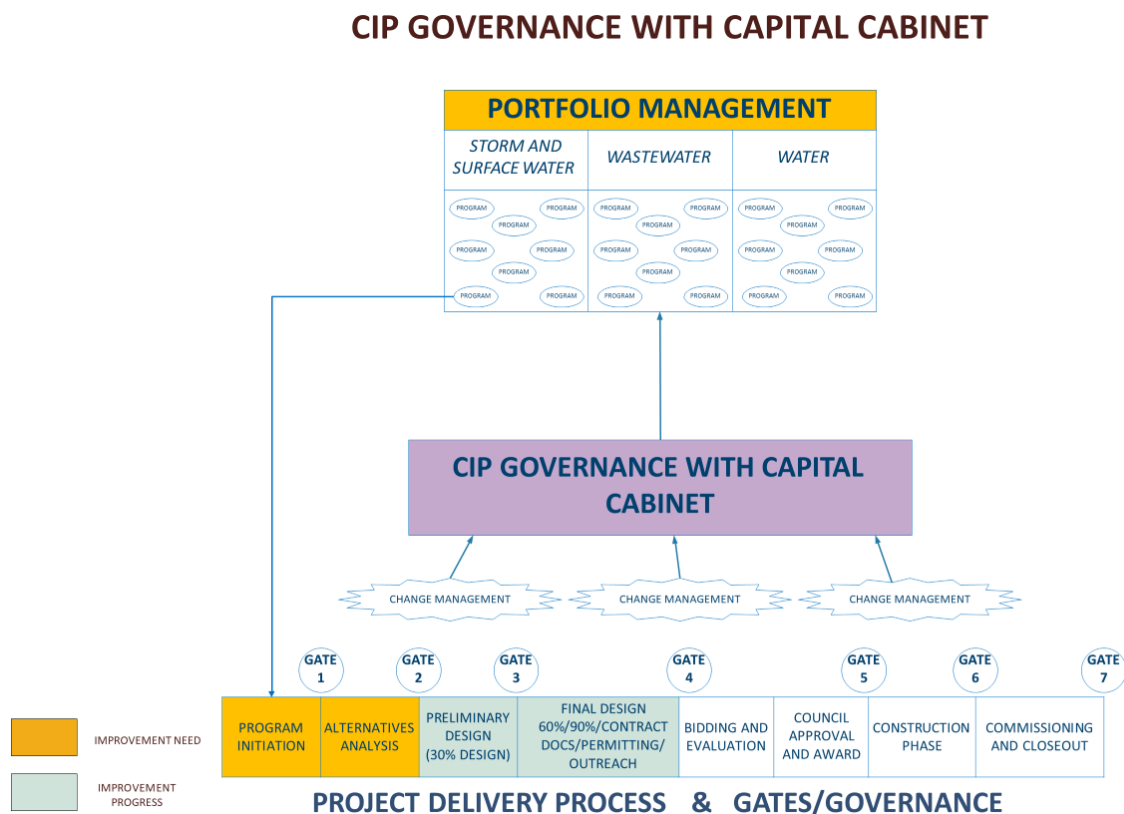 CIP GOVERNANCE WITH CAPITAL CABINET
PORTFOLIO MANAGEMENT
STORM AND
SURFACE WATER
WASTEWATER
WATER
PROGRAM PROGRAM PROGRAM PROGRAM PROGRAM PROGRAM
PROGRAM PROGRAM PROGRAM
PROGRAM PROGRAM PROGRAM PROGRAM PROGRAM PROGRAM
PROGRAM PROGRAM PROGRAM
PROGRAM PROGRAM PROGRAM PROGRAM PROGRAM PROGRAM
CIP GOVERNANCE WITH CAPITAL
CABINET
CHANGE MANAGEMENT
CHANGE MANAGEMENT
CHANGE MANAGEMENT
GATE
1
GATE
2
GATE
3
GATE
4
GATE
5
GATE
6
GATE
7
PROGRAM
INITIATION
ALTERNATIVES
ANALYSIS
PRELIMINARY
DESIGN
(30% DESIGN)
FINAL DESIGN
60%/90%/CONTRACT
DOCS/PERMITTING/
OUTREACH
BIDDING AND
EVALUATION
COUNCIL
APPROVAL
AND AWARD
CONSTRUCTION
PHASE
COMMISSIONING
AND CLOSEOUT
IMPROVEMENT NEED
IMPROVEMENT
PROGRESS
PROJECT DELIVERY PROCESS & GATES/GOVERNANCE